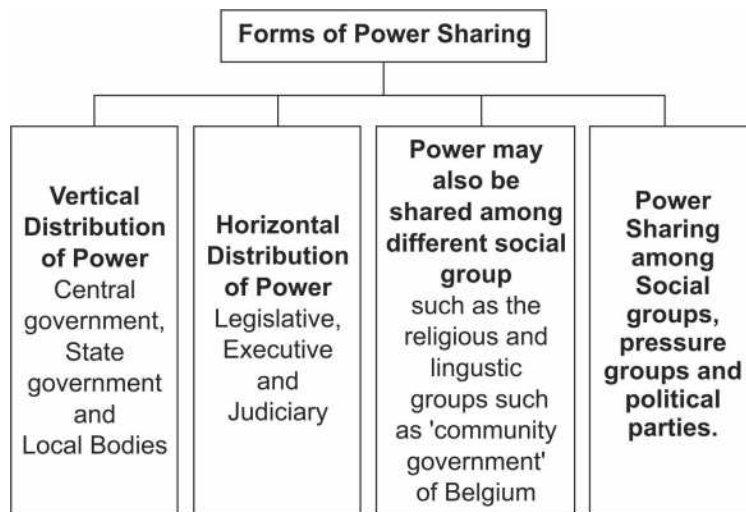 Forms of Power Sharing
Vertical
Distribution
of Power
Central
government,
State
government
and
Local Bodies
Horizontal
Distribution
of Power
Legislative,
Executive
and
Judiciary
Power may
also be
shared among
different social
group
such as the
religious and
lingustic
groups such
as 'community
government'
of Belgium
Power
Sharing
among
Social
groups,
pressure
groups and
political
parties.